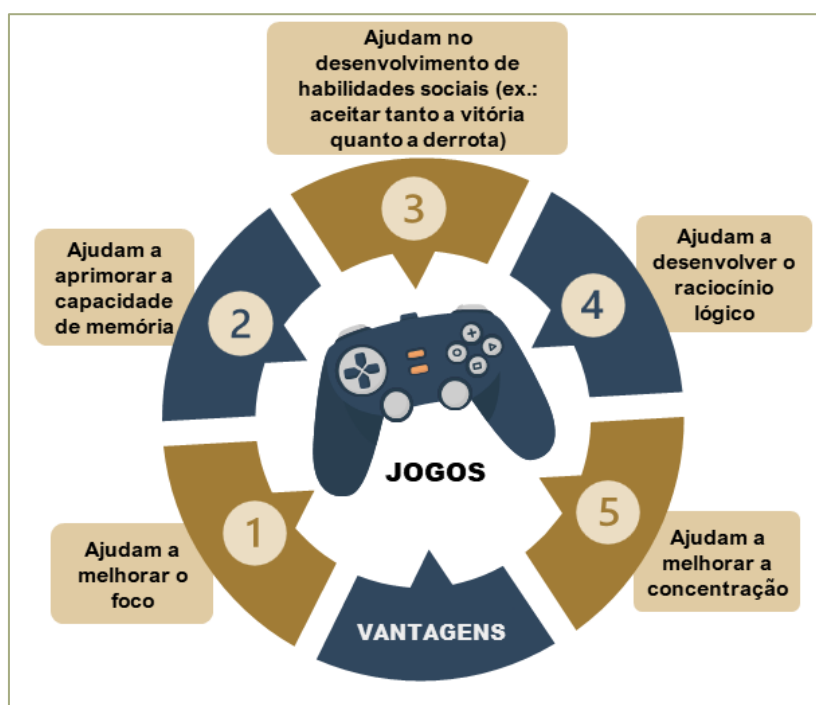 Ajudam no
desenvolvimento de
habilidades sociais (ex.:
aceitar tanto a vitória
quanto a derrota)
3
Ajudam a
aprimorar a
capacidade
de memória
2
Ajudam a
desenvolver o
raciocínio
lógico
4
JOGOS
Ajudam a
melhorar o
foco
1
Ajudam a
melhorar a
concentração
5
VANTAGENS